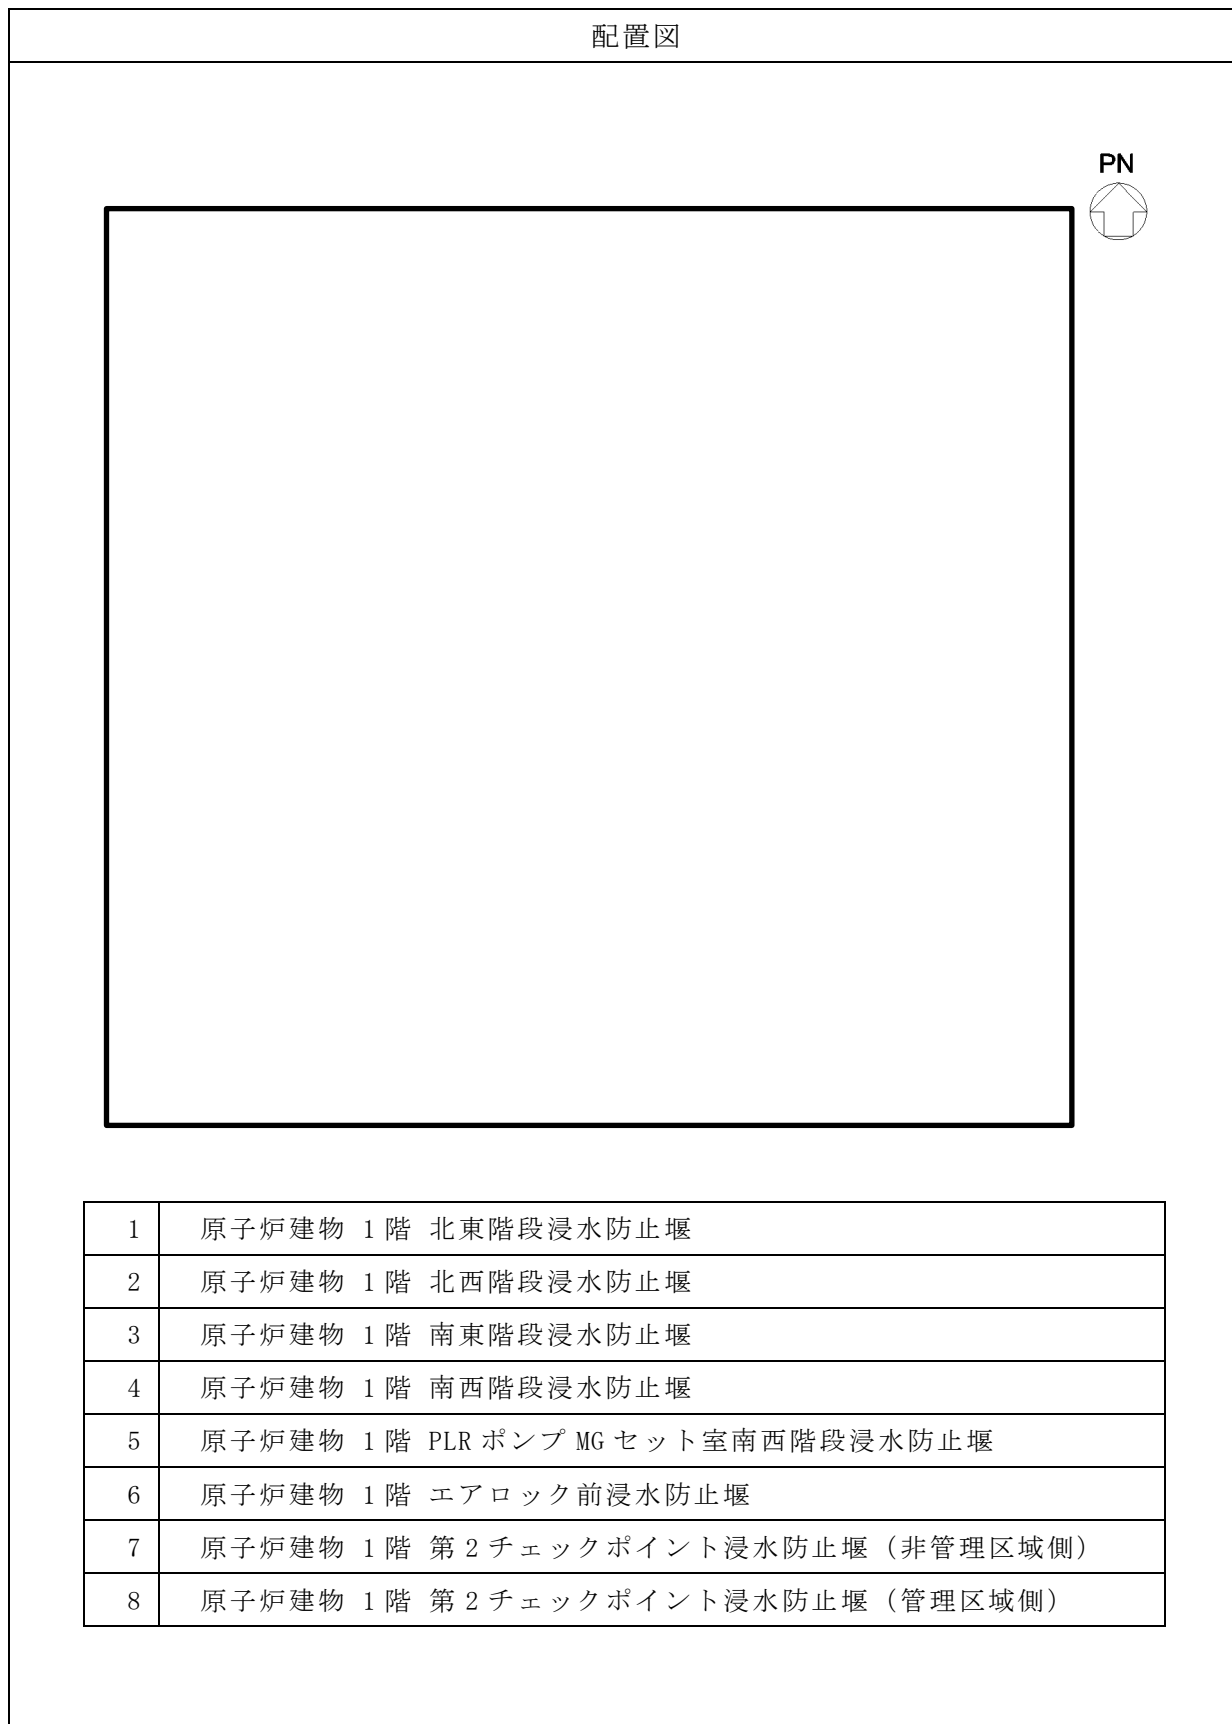 配置図
PN
1 原子炉建物 1階 北東階段浸水防止堰
2 原子炉建物 1階 北西階段浸水防止堰
3 原子炉建物 1階 南東階段浸水防止堰
4 原子炉建物 1階 南西階段浸水防止堰
5 原子炉建物 1階 PLRポンプMGセット室南西階段浸水防止堰
6 原子炉建物 1階 エアロック前浸水防止堰
7 原子炉建物 1階 第2チェックポイント浸水防止堰（非管理区域側）
8 原子炉建物 1階 第2チェックポイント浸水防止堰（管理区域側）